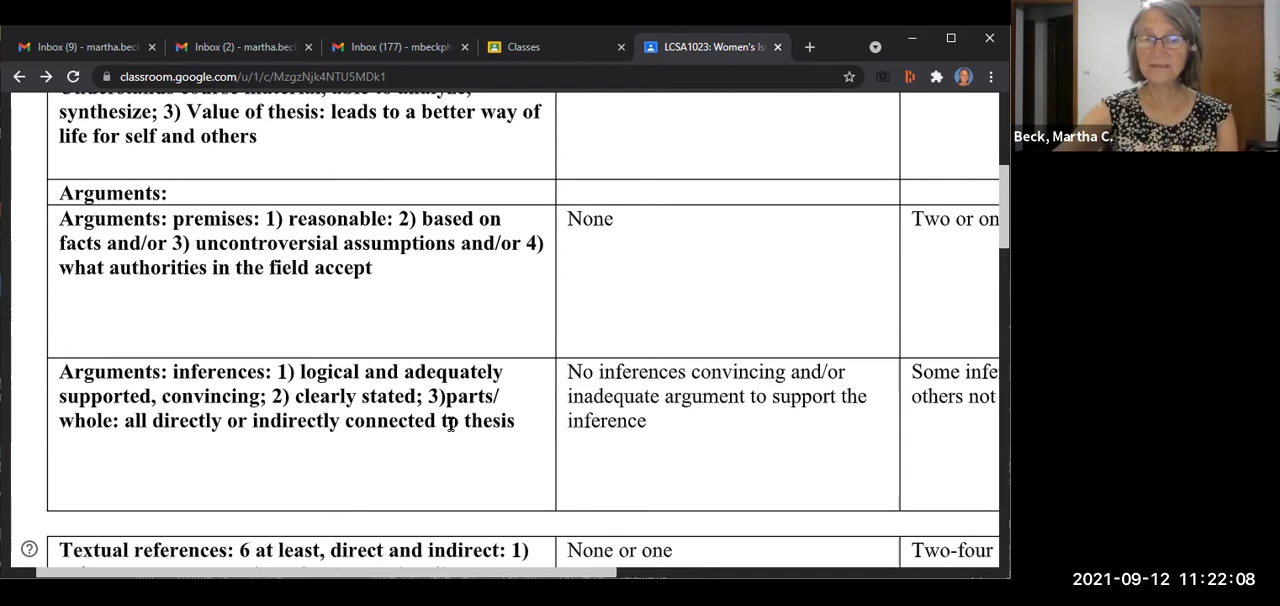 Inbox (9) - martha.bec
Inbox (2) - martha.bec
Inbox (177) - mbeckph
Classes
LCSA1023: Women's Is
classroom.google.com/u/1/c/MzgzNjk4NTU5MDk1
Beck, Martha C.
synthesize; 3) Value of thesis: leads to a better way of
life for self and others
Arguments:
Arguments: premises: 1) reasonable: 2) based on
facts and/or 3) uncontroversial assumptions and/or 4)
what authorities in the field accept
None
Two or on
Arguments: inferences: 1) logical and adequately
supported, convincing; 2) clearly stated; 3)parts/
whole: all directly or indirectly connected to thesis
No inferences convincing and/or
inadequate argument to support the
inference
Some infe
others not
Textual references: 6 at least, direct and indirect: 1)
None or one
Two-four
2021-09-12 11:22:08